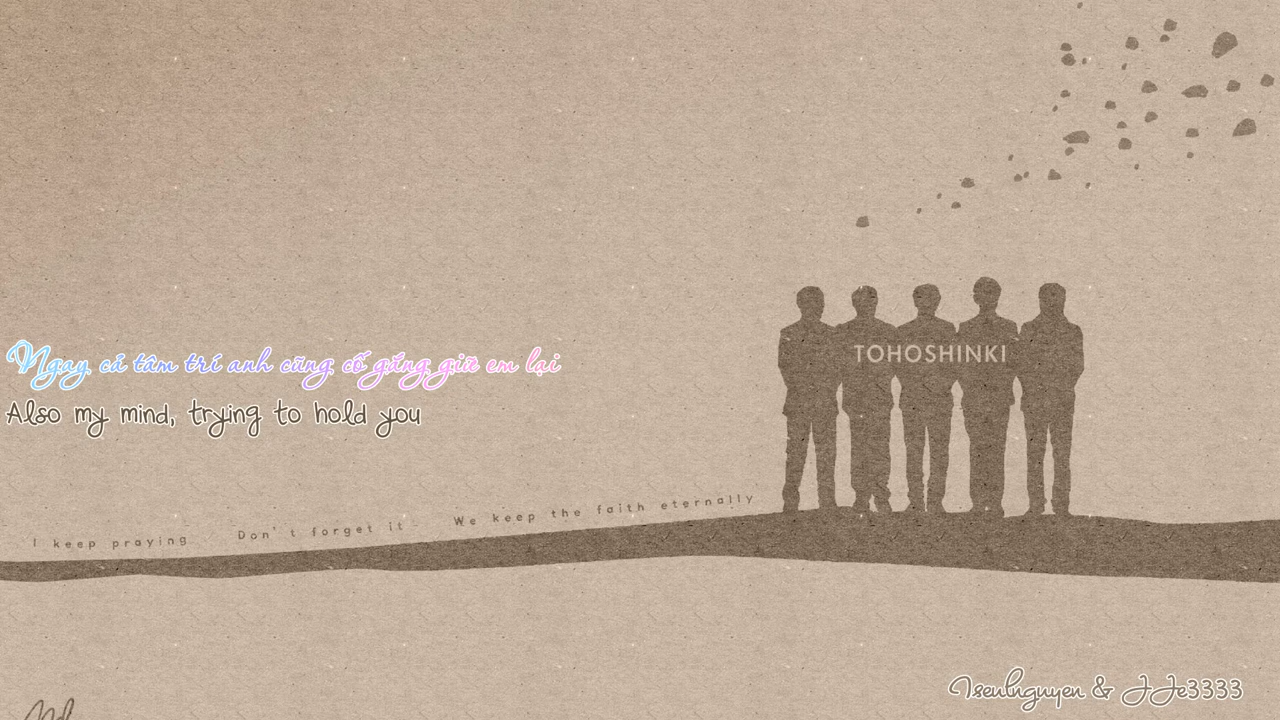 TOHOSHINKI
Ngay cả tâm trí anh cũng cố gắng giữ em lại
Also my mind, trying to hold you
I keep praying Don't forget it We keep the faith eternally
Isenlnguyen & JJe3333